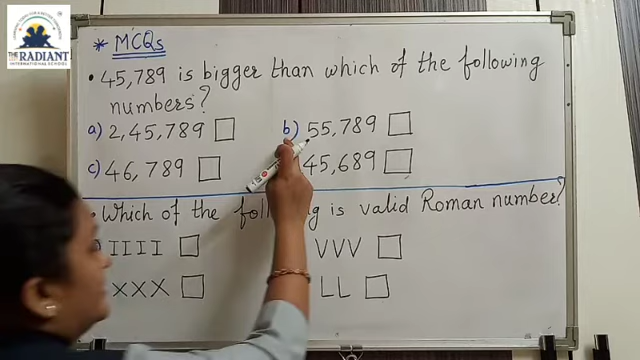 THE RADIANT
INTERNATIONAL SCHOOL
* MCQs
• 45,789 is bigger than which of the following
numbers?
a) 2,45,789 b) 55,789
c) 46,789 45,689
• Which of the following is valid Roman number?
IIII VVV
XXX LL